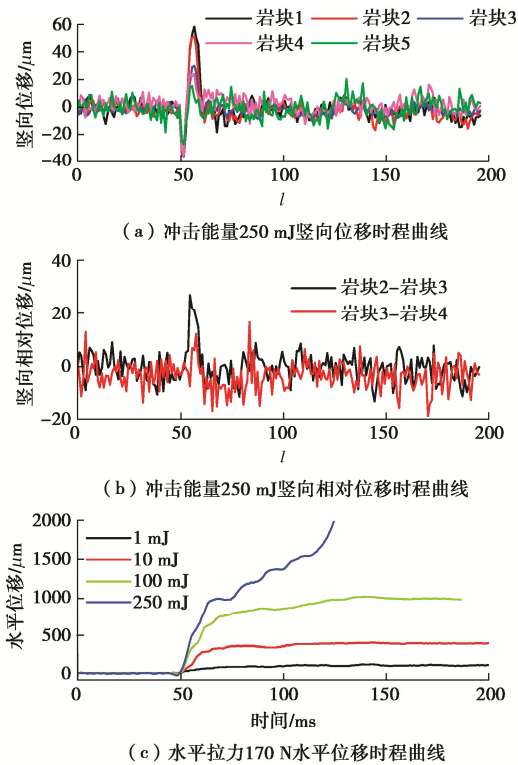 岩块1 岩块2 岩块3
岩块4 岩块5
竖向位移/μm
60
40
20
0
−20
−40
0 50 100 150 200
l
（a）冲击能量250 mJ竖向位移时程曲线
岩块2−岩块3
岩块3−岩块4
竖向相对位移/μm
40
20
0
−20
0 50 100 150 200
l
（b）冲击能量250 mJ竖向相对位移时程曲线
1 mJ
10 mJ
100 mJ
250 mJ
水平位移/μm
2000
1500
1000
500
0
0 50 100 150 200
时间/ms
（c）水平拉力170 N水平位移时程曲线